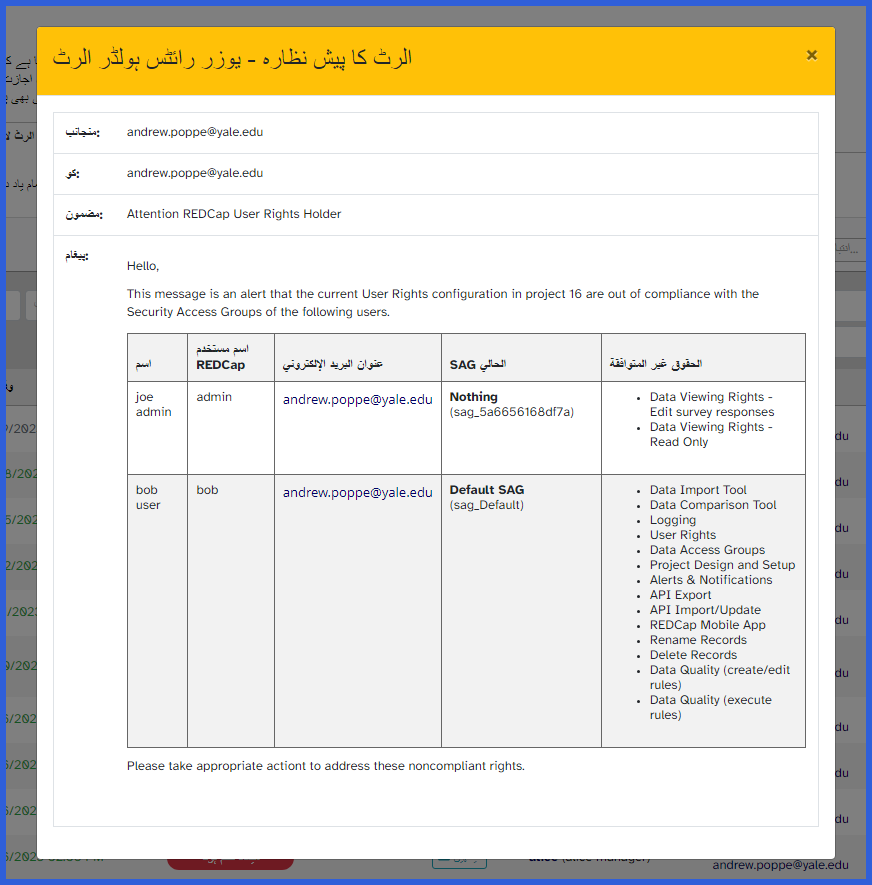 الرٹ کا پیش نظارہ - یوزر رائٹس ہولڈر الرٹ
×
منجانب:
andrew.poppe@yale.edu
کو:
andrew.poppe@yale.edu
مضمون:
Attention REDCap User Rights Holder
پیغام:
Hello,
This message is an alert that the current User Rights configuration in project 16 are out of compliance with the
Security Access Groups of the following users.
اسم
اسم مستخدم
REDCap
عنوان البريد الإلكتروني
SAG الحالي
الحقوق غير المتوافقة
joe
admin
admin
andrew.poppe@yale.edu
Nothing
(sag_5a6656168df7a)
• Data Viewing Rights -
Edit survey responses
• Data Viewing Rights -
Read Only
bob
user
bob
andrew.poppe@yale.edu
Default SAG
(sag_Default)
• Data Import Tool
• Data Comparison Tool
• Logging
• User Rights
• Data Access Groups
• Project Design and Setup
• Alerts & Notifications
• API Export
• API Import/Update
• REDCap Mobile App
• Rename Records
• Delete Records
• Data Quality (create/edit
rules)
• Data Quality (execute
rules)
Please take appropriate actiont to address these noncompliant rights.
andrew.poppe@yale.edu